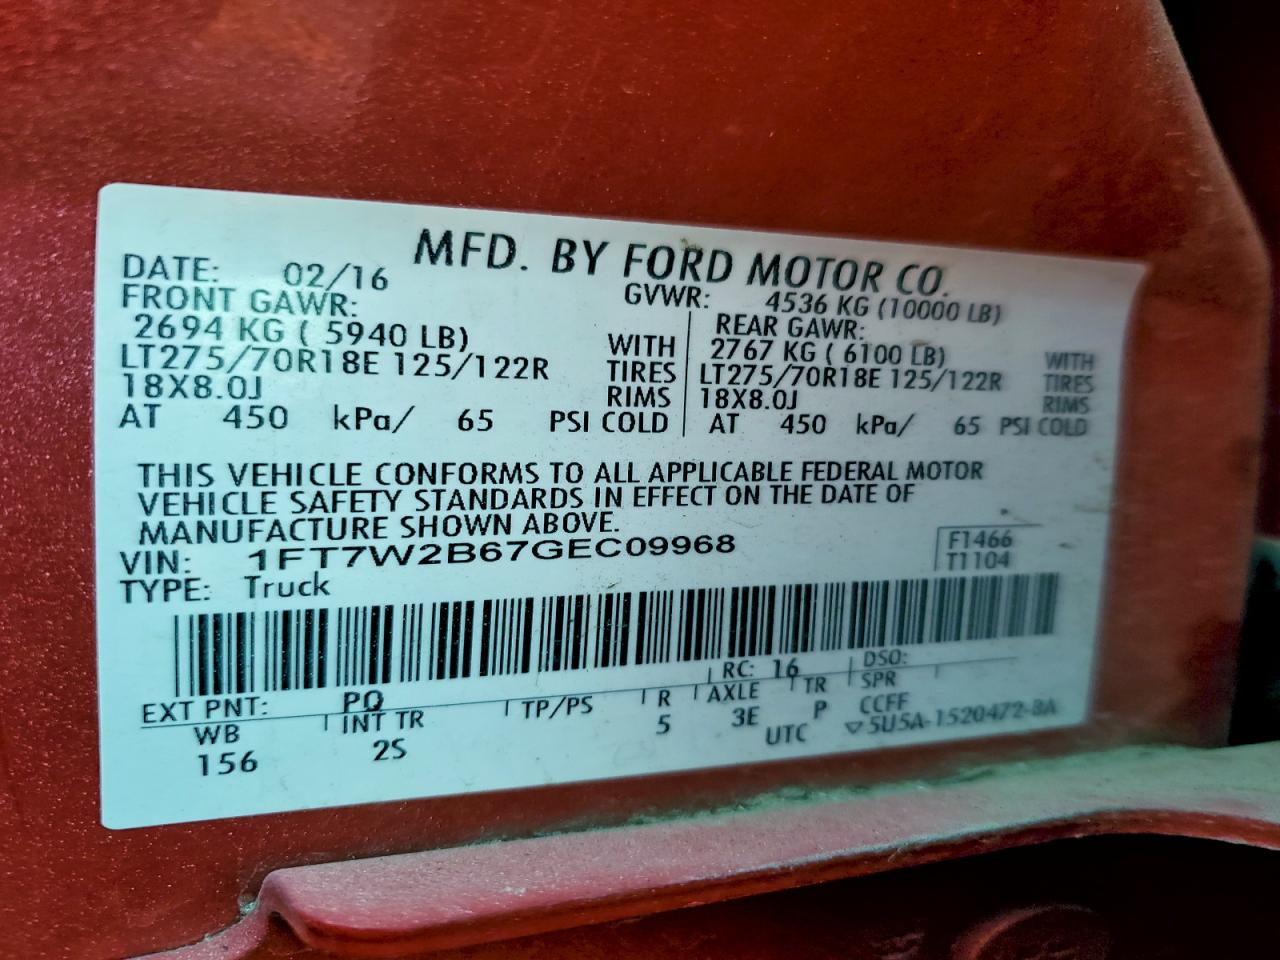 MFD. BY FORD MOTOR CO.
DATE: 02/16 GVWR: 4536 KG (10000 LB)
FRONT GAWR: REAR GAWR:
2694 KG ( 5940 LB) WITH 2767 KG ( 6100 LB) WITH
LT275/70R18E 125/122R TIRES LT275/70R18E 125/122R TIRES
18X8.0J RIMS 18X8.0J RIMS
AT 450 kPa/ 65 PSI COLD AT 450 kPa/ 65 PSI COLD
THIS VEHICLE CONFORMS TO ALL APPLICABLE FEDERAL MOTOR
VEHICLE SAFETY STANDARDS IN EFFECT ON THE DATE OF
MANUFACTURE SHOWN ABOVE.
VIN: 1FT7W2B67GEC09968 F1466
TYPE: Truck T1104
EXT PNT: PQ RC: 16 DSO:
WB INT TR TP/PS R AXLE TR SPR
156 2S 5 3E P CCFF
UTC ▽5U5A-1520472-BA